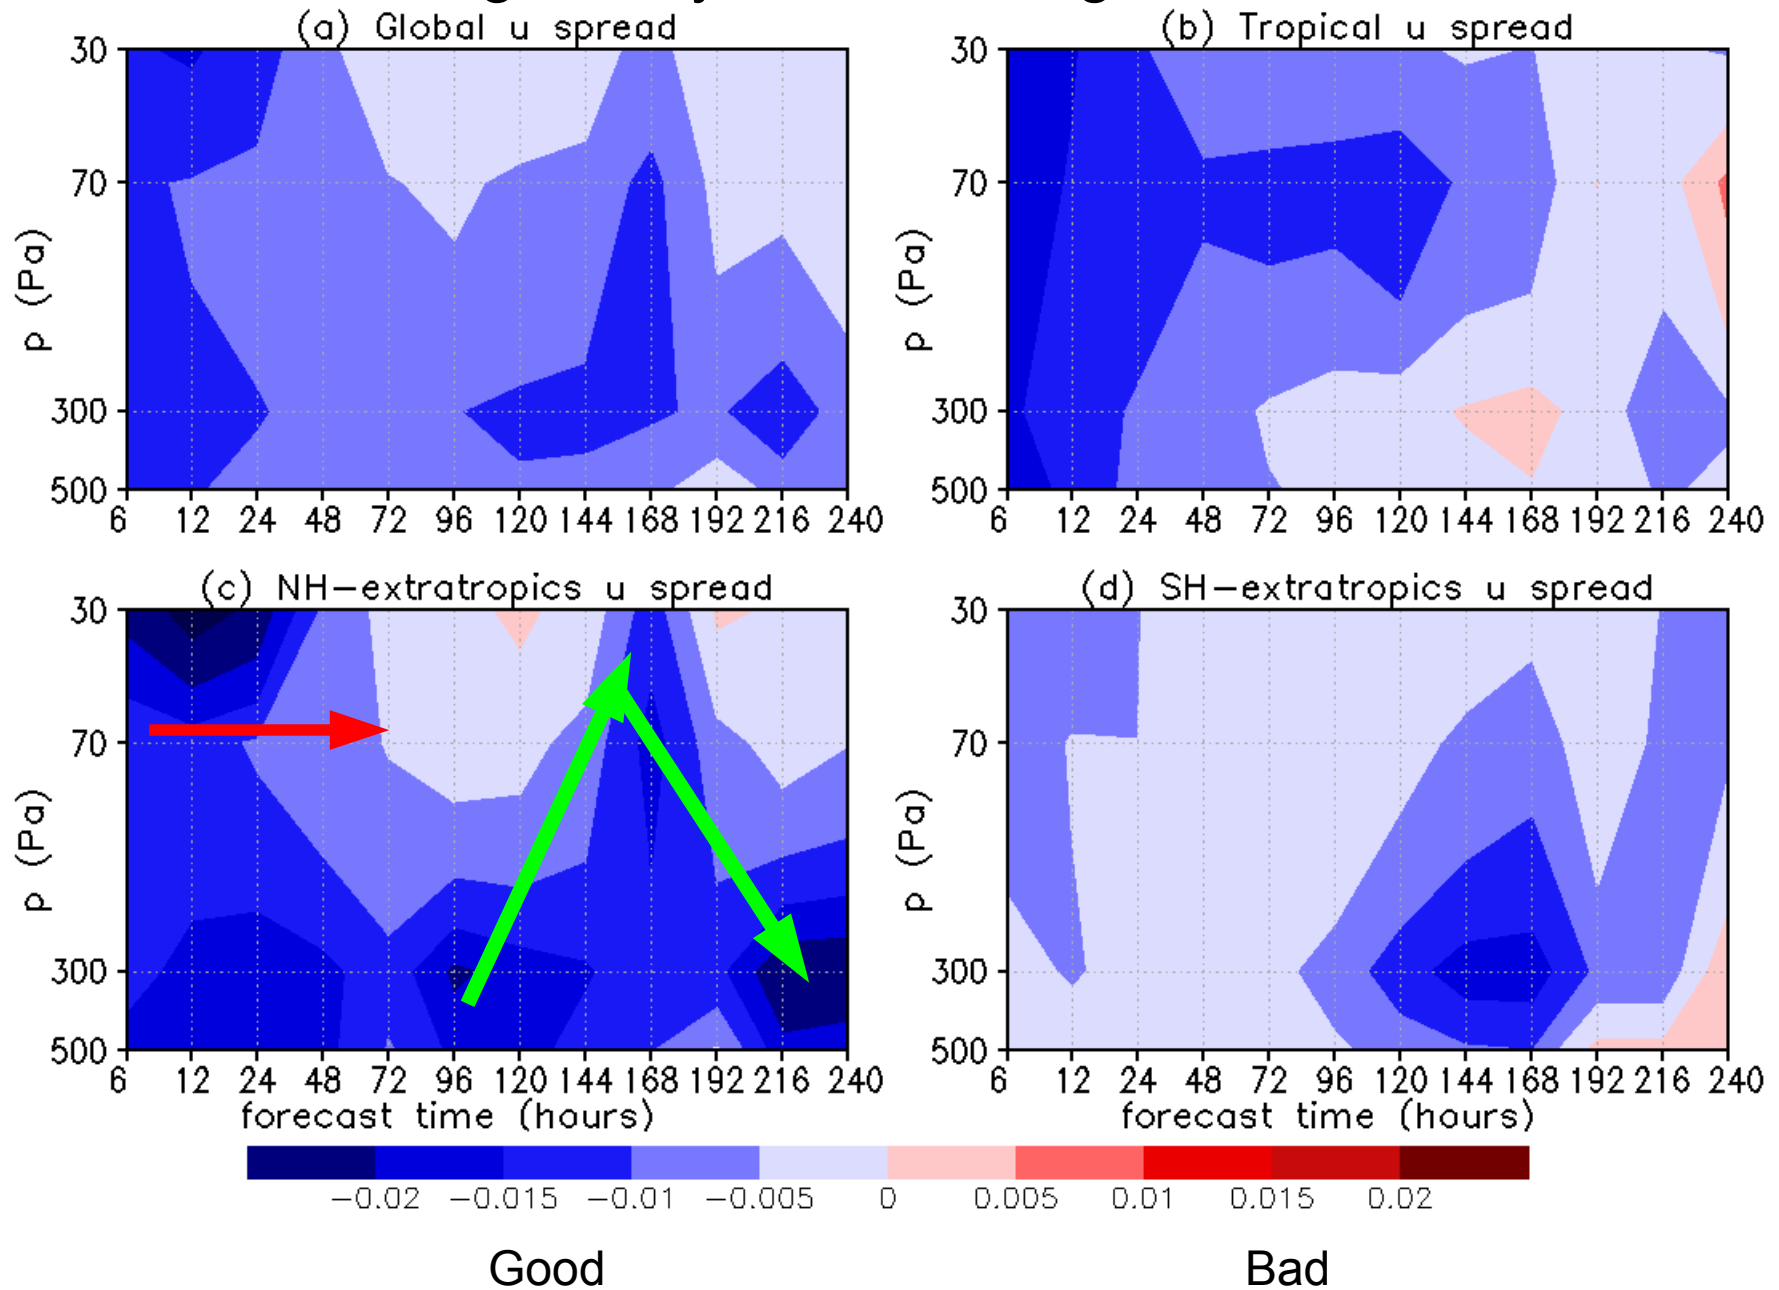 (a) Global u spread
(b) Tropical u spread
30
70
300
500
p (Pa)
6 12 24 48 72 96 120 144 168 192 216 240
30
70
300
500
p (Pa)
6 12 24 48 72 96 120 144 168 192 216 240
(c) NH-extratropics u spread
(d) SH-extratropics u spread
30
70
300
500
p (Pa)
6 12 24 48 72 96 120 144 168 192 216 240
forecast time (hours)
30
70
300
500
p (Pa)
6 12 24 48 72 96 120 144 168 192 216 240
forecast time (hours)
-0.02 -0.015 -0.01 -0.005 0 0.005 0.01 0.015 0.02
Good
Bad